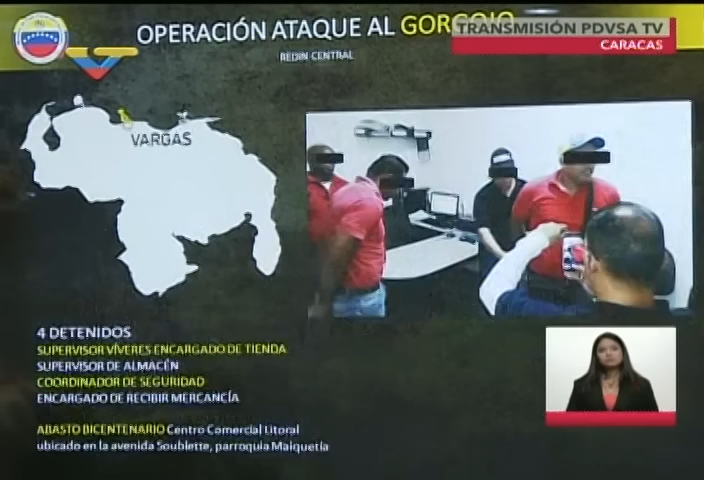 OPERACIÓN ATAQUE AL GORGOJO
TRANSMISIÓN PDVSA TV
CARACAS
REDIN CENTRAL
VARGAS
4 DETENIDOS
SUPERVISOR VÍVERES ENCARGADO DE TIENDA
SUPERVISOR DE ALMACÉN
COORDINADOR DE SEGURIDAD
ENCARGADO DE RECIBIR MERCANCÍA
ABASTO BICENTENARIO Centro Comercial Litoral
ubicado en la avenida Soublette, parroquia Maiquetía